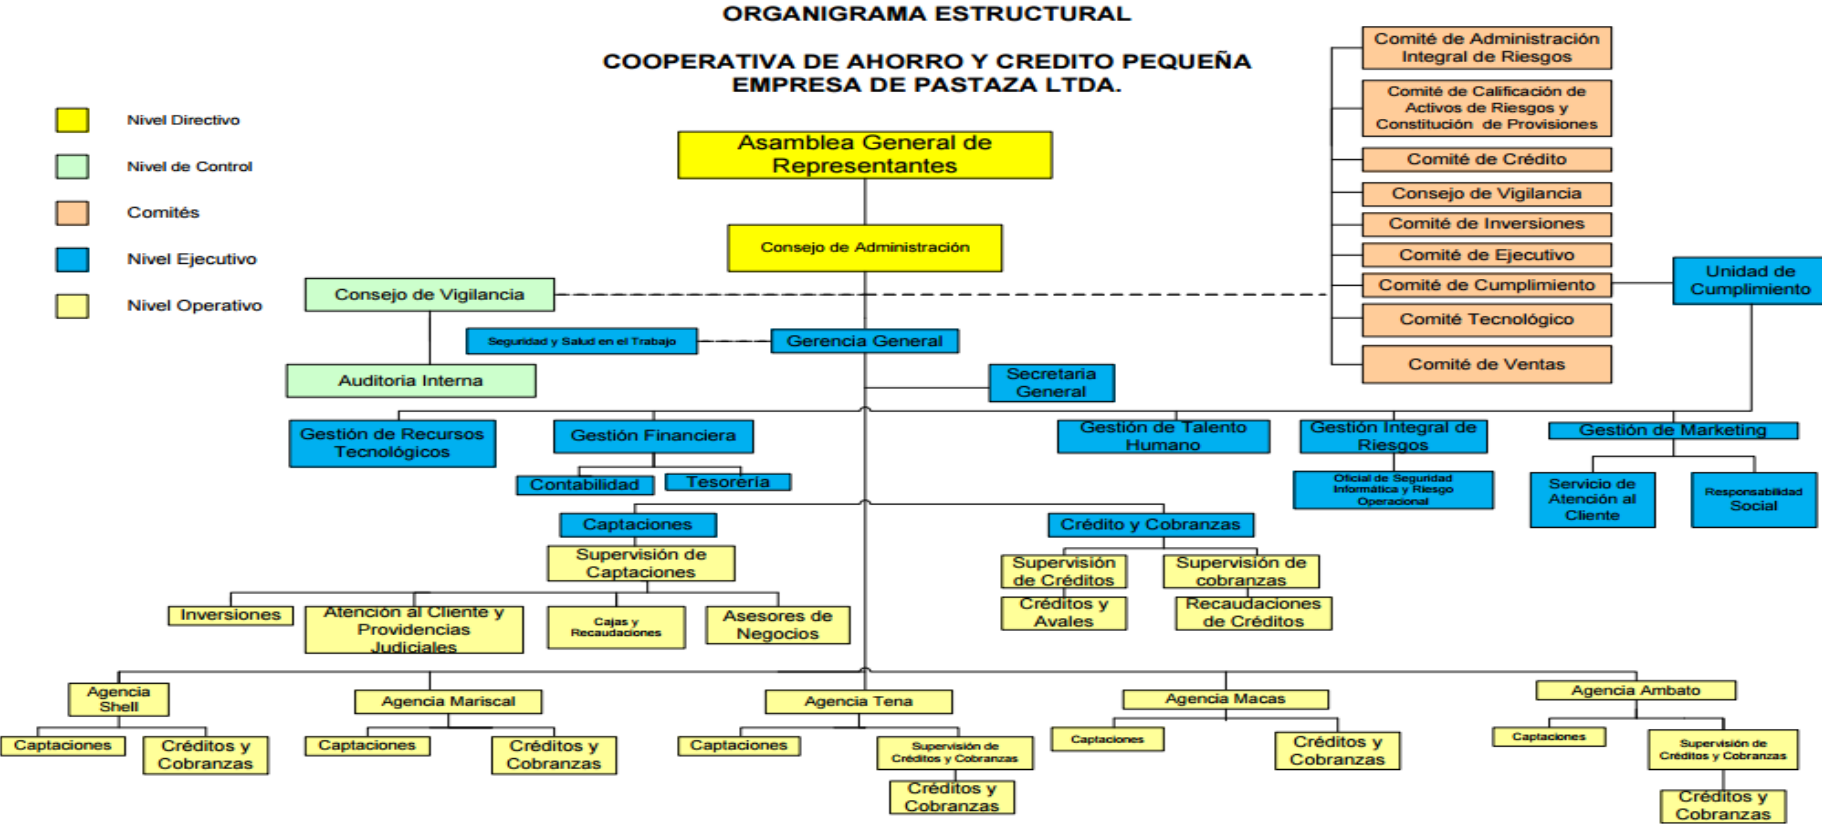 ORGANIGRAMA ESTRUCTURAL
COOPERATIVA DE AHORRO Y CREDITO PEQUEÑA
EMPRESA DE PASTAZA LTDA.
Nivel Directivo
Nivel de Control
Comités
Nivel Ejecutivo
Nivel Operativo
Asamblea General de
Representantes
Consejo de Administración
Consejo de Vigilancia
Auditoria Interna
Seguridad y Salud en el Trabajo
Gerencia General
Secretaria
General
Comité de Administración
Integral de Riesgos
Comité de Calificación de
Activos de Riesgos y
Constitución de Provisiones
Comité de Crédito
Consejo de Vigilancia
Comité de Inversiones
Comité de Ejecutivo
Comité de Cumplimiento
Comité Tecnológico
Comité de Ventas
Unidad de
Cumplimiento
Gestión de Recursos
Tecnológicos
Gestión Financiera
Contabilidad
Tesorería
Gestión de Talento
Humano
Gestión Integral de
Riesgos
Oficial de Seguridad
Informática y Riesgo
Operacional
Gestión de Marketing
Servicio de
Atención al
Cliente
Responsabilidad
Social
Captaciones
Supervisión de
Captaciones
Inversiones
Atención al Cliente y
Providencias
Judiciales
Cajas y
Recaudaciones
Asesores de
Negocios
Crédito y Cobranzas
Supervisión
de Créditos
Créditos y
Avales
Supervisión de
cobranzas
Recaudaciones
de Créditos
Agencia
Shell
Captaciones
Créditos y
Cobranzas
Agencia Mariscal
Captaciones
Créditos y
Cobranzas
Agencia Tena
Captaciones
Supervisión de
Créditos y Cobranzas
Créditos y
Cobranzas
Agencia Macas
Captaciones
Créditos y
Cobranzas
Agencia Ambato
Captaciones
Supervisión de
Créditos y Cobranzas
Créditos y
Cobranzas